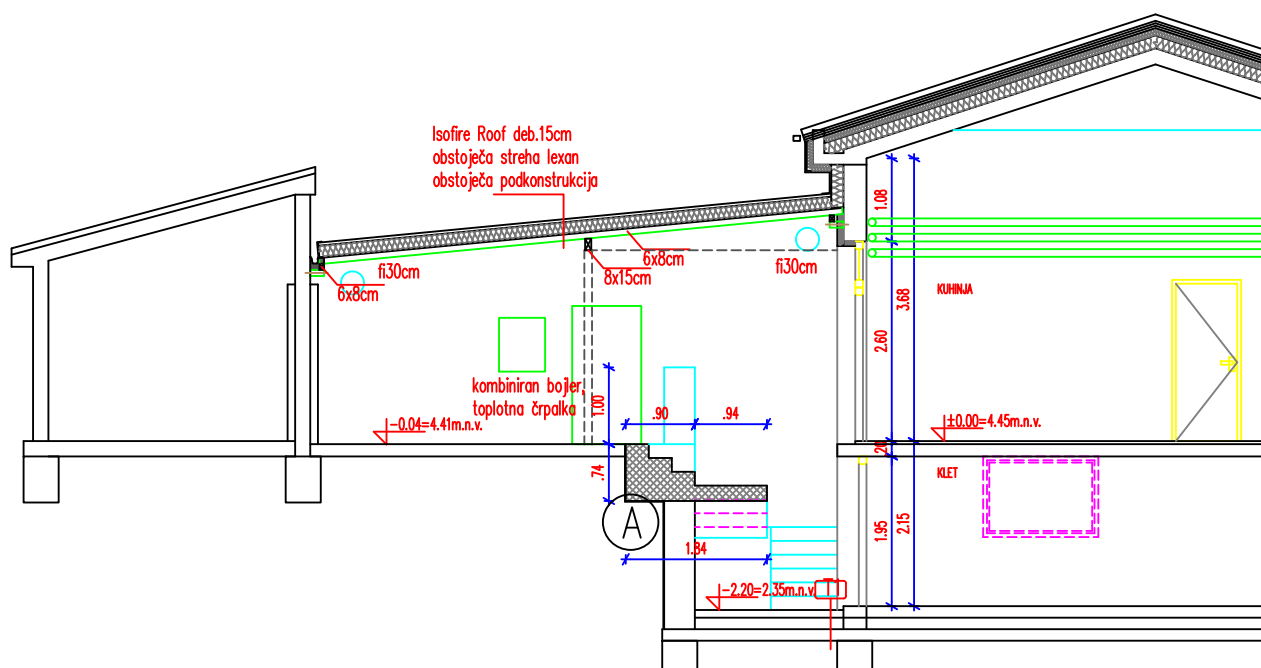 Isofire Roof deb.15cm
obstoječa streha lexan
obstoječa podkonstrukcija
1.08
6x8cm
8x15cm
fi30cm
fi30cm
6x8cm
KUHINJA
3.68
2.60
kombiniran bojler,
toplotna črpalka
1.00
.90
.94
-0.04=4.41m.n.v.
±0.00=4.45m.n.v.
.20
.74
KLET
A
1.95
2.15
1.84
-2.20=2.35m.n.v.